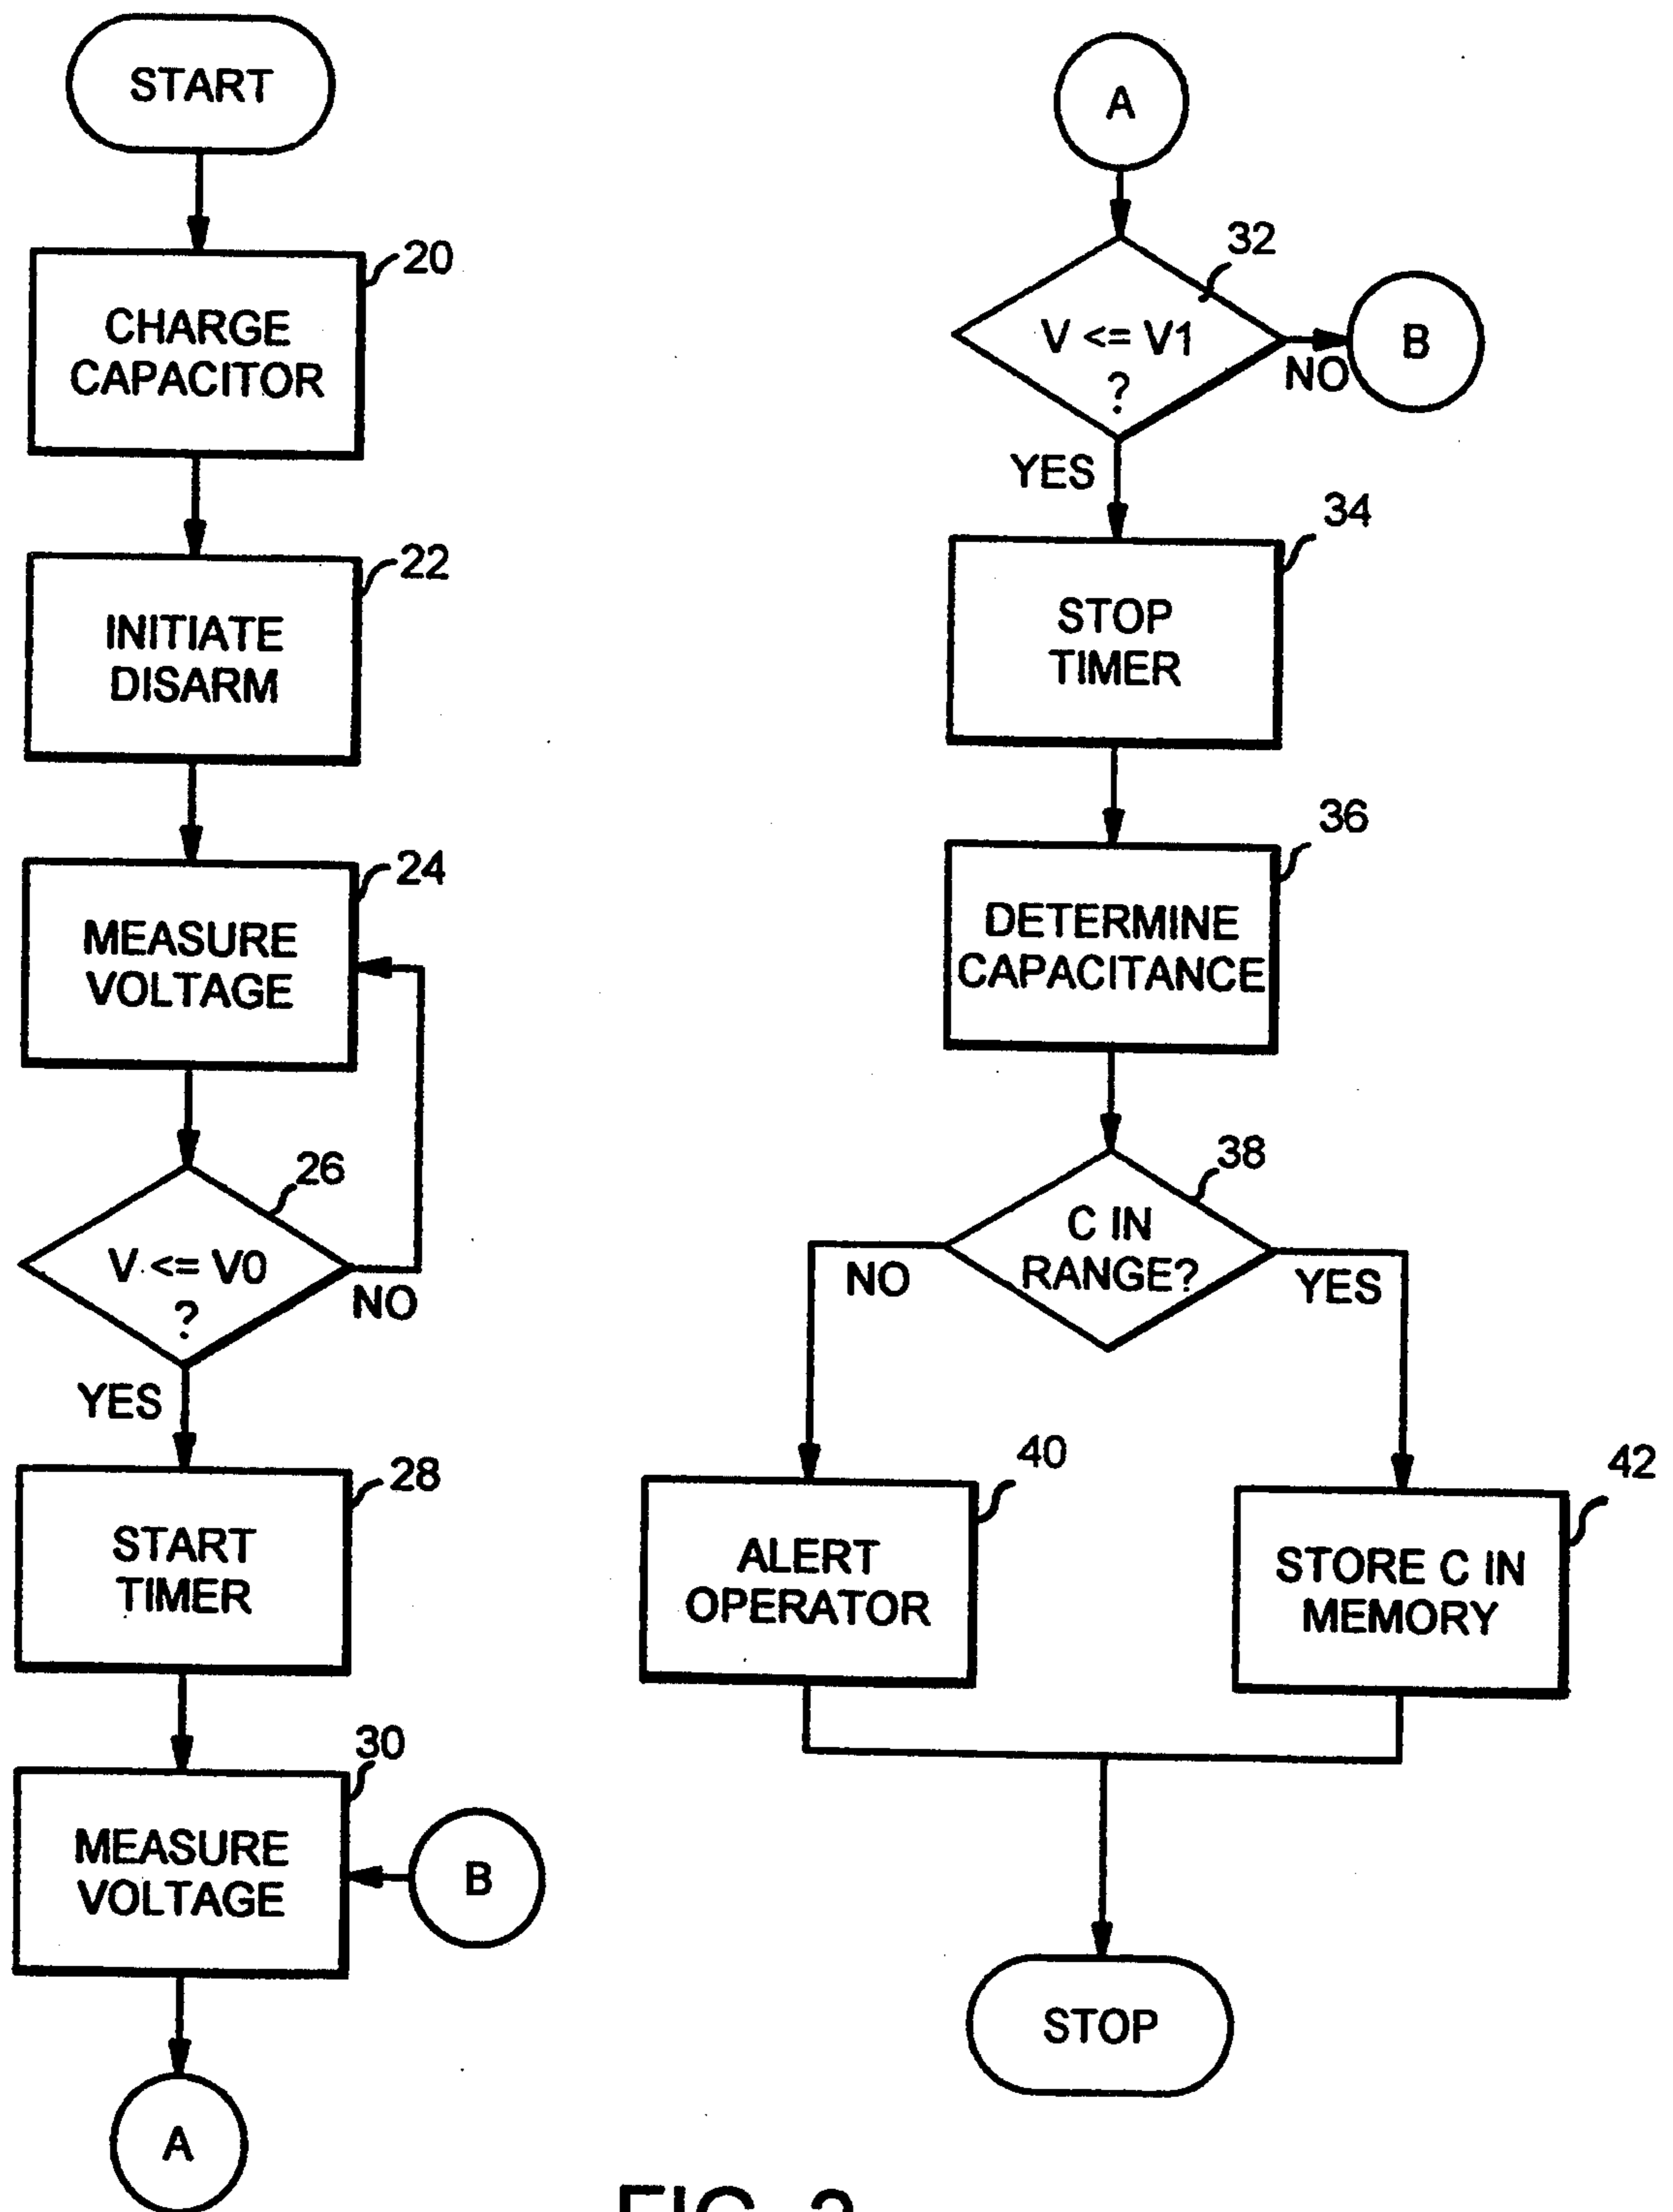 START
20
CHARGE
CAPACITOR
22
INITIATE
DISARM
24
MEASURE
VOLTAGE
26
V <= V0
?
NO
YES
28
START
TIMER
30
MEASURE
VOLTAGE
B
A
A
32
V <= V1
?
NO
B
YES
34
STOP
TIMER
36
DETERMINE
CAPACITANCE
38
C IN
RANGE?
NO
YES
40
ALERT
OPERATOR
42
STORE C IN
MEMORY
STOP